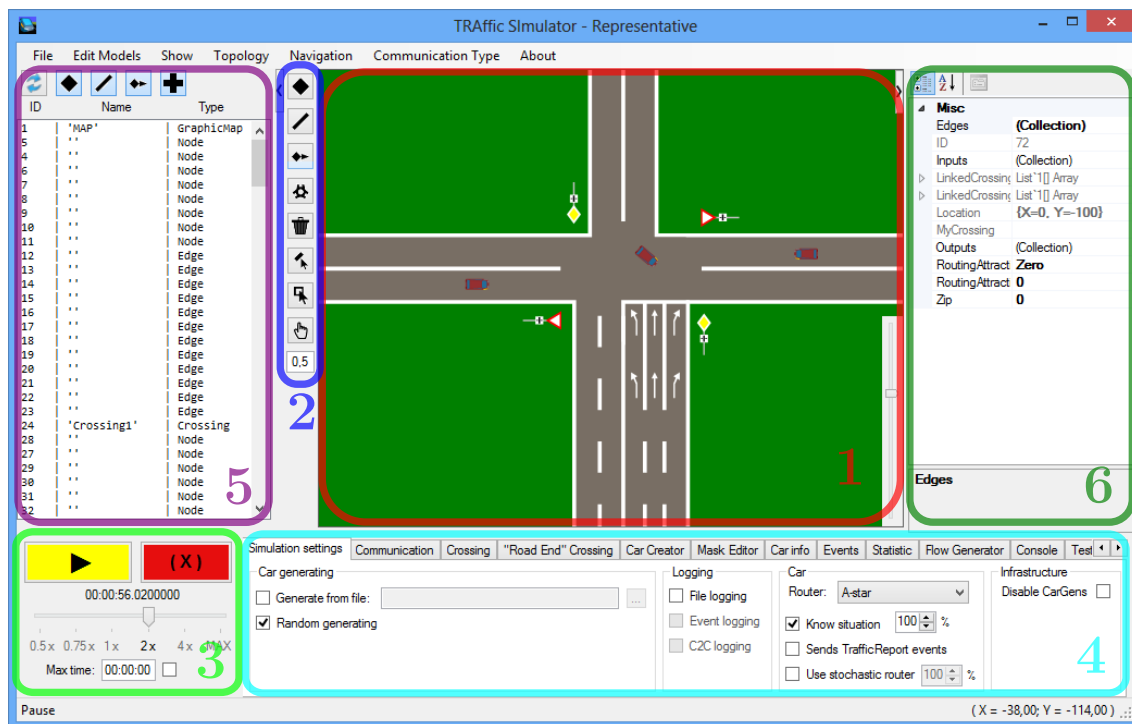 TRAffic SImulator - Representative
File Edit Models Show Topology Navigation Communication Type About
ID Name Type
1 | 'MAP' | GraphicMap
5 | '' | Node
4 | '' | Node
6 | '' | Node
7 | '' | Node
8 | '' | Node
9 | '' | Node
10 | '' | Node
11 | '' | Node
12 | '' | Edge
13 | '' | Edge
14 | '' | Edge
15 | '' | Edge
16 | '' | Edge
17 | '' | Edge
18 | '' | Edge
19 | '' | Edge
20 | '' | Edge
21 | '' | Edge
22 | '' | Edge
23 | '' | Edge
24 | 'Crossing1' | Crossing
28 | '' | Node
27 | '' | Node
29 | '' | Node
30 | '' | Node
31 | '' | Node
32 | '' | Node
5
0,5
2
1
Misc
Edges (Collection)
ID 72
Inputs (Collection)
LinkedCrossing List`1[] Array
LinkedCrossing List`1[] Array
Location {X=0, Y=-100}
MyCrossing
Outputs (Collection)
RoutingAttract Zero
RoutingAttract 0
Zip 0
Edges
6
(X)
00:00:56.0200000
0.5x 0.75x 1x 2x 4x MAX
Max time: 00:00:00
3
Simulation settings Communication Crossing "Road End" Crossing Car Creator Mask Editor Car info Events Statistic Flow Generator Console Test
Car generating
Generate from file: ...
Random generating
Logging
File logging
Event logging
C2C logging
Car
Router: A-star
Know situation 100 %
Sends TrafficReport events
Use stochastic router 100 %
Infrastructure
Disable CarGens
4
Pause
( X = -38,00; Y = -114,00 )